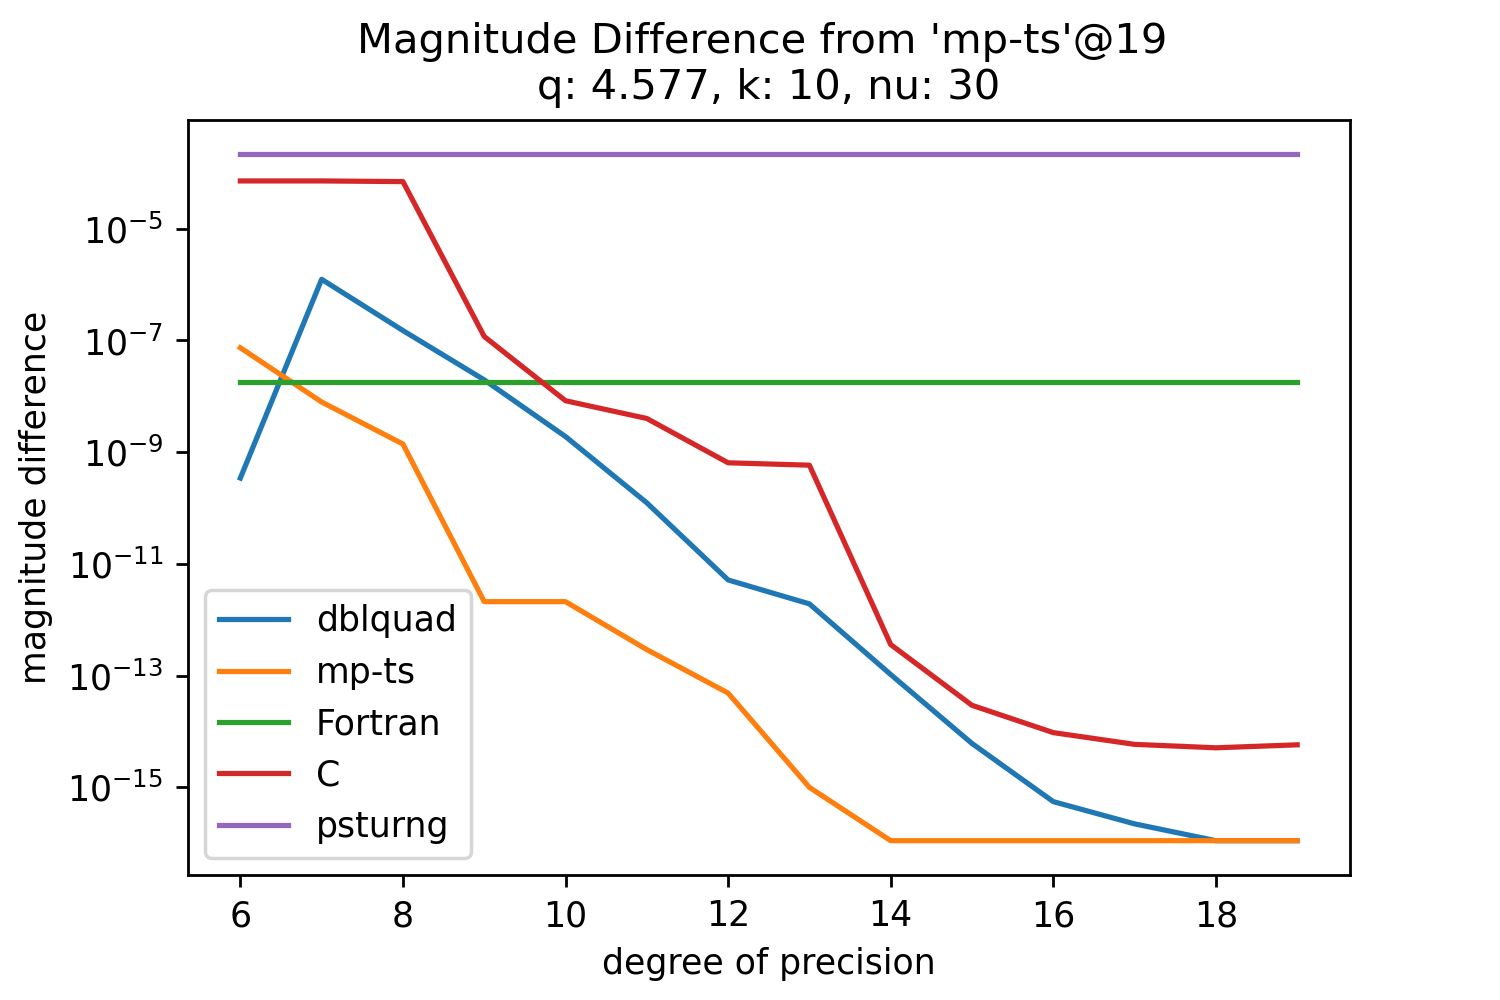 Magnitude Difference from 'mp-ts'@19
q: 4.577, k: 10, nu: 30
magnitude difference
10⁻⁵
10⁻⁷
10⁻⁹
10⁻¹¹
10⁻¹³
10⁻¹⁵
dblquad
mp-ts
Fortran
C
psturng
6 8 10 12 14 16 18
degree of precision